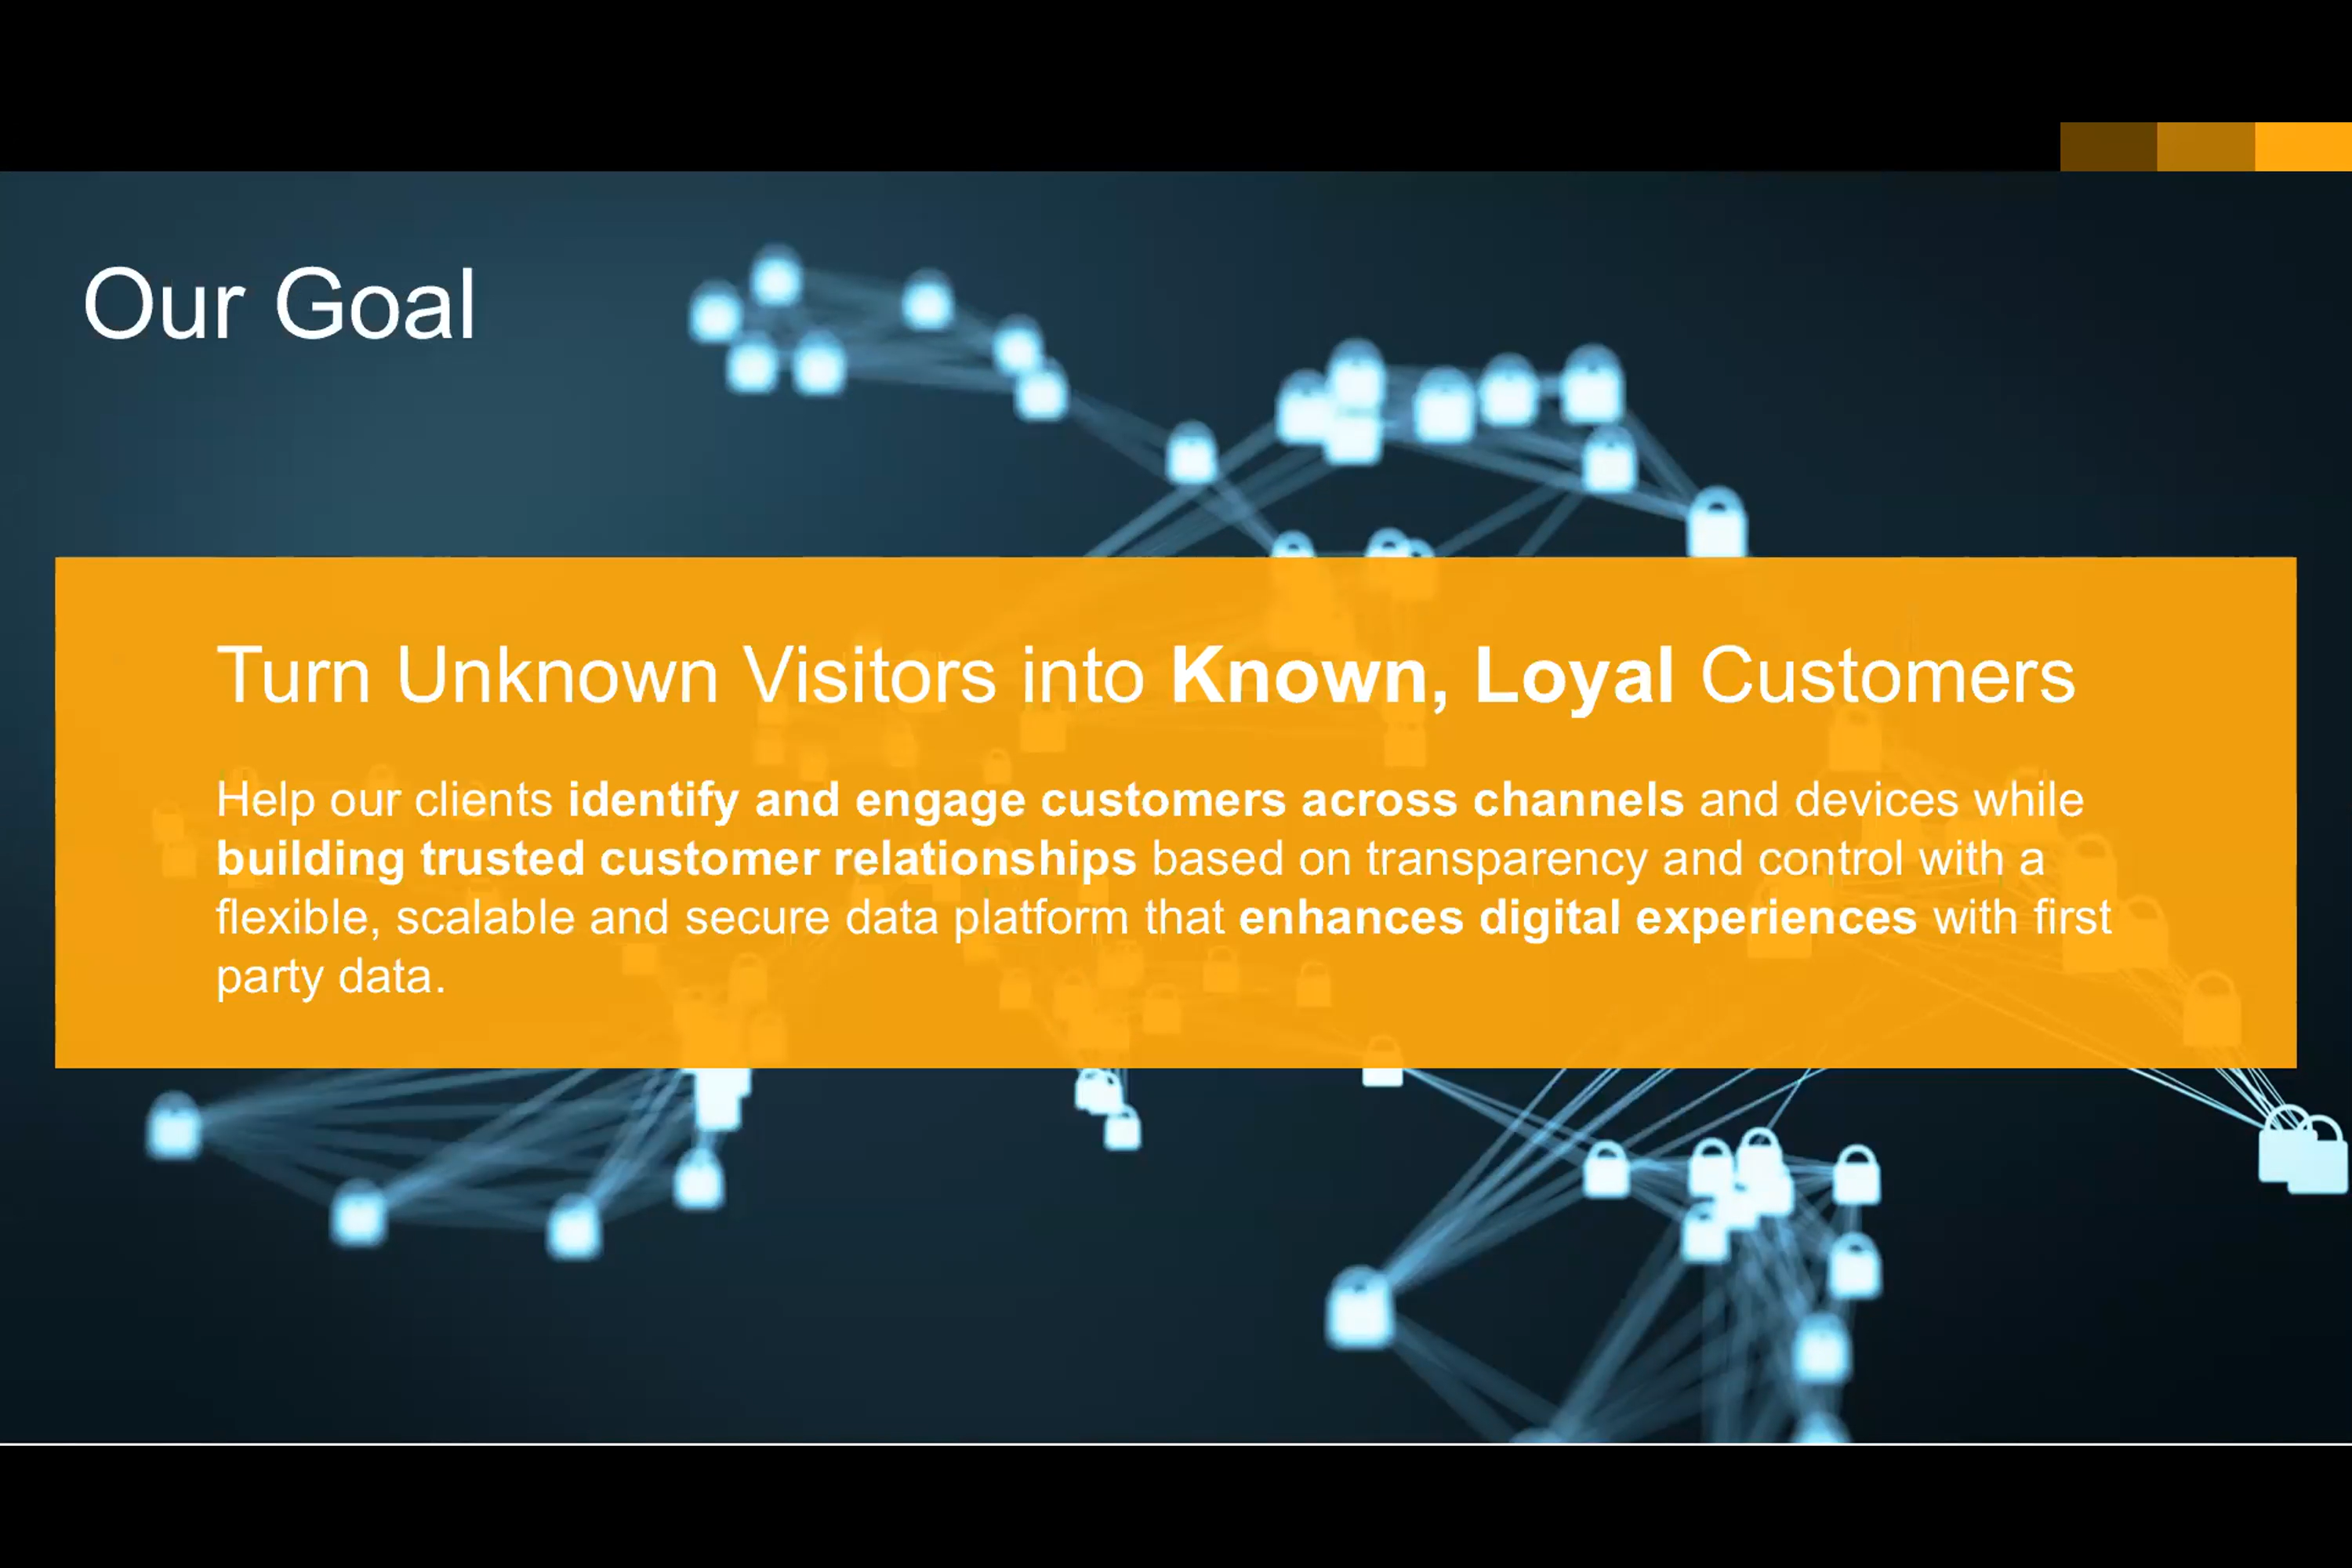 Our Goal
Turn Unknown Visitors into Known, Loyal Customers
Help our clients identify and engage customers across channels and devices while
building trusted customer relationships based on transparency and control with a
flexible, scalable and secure data platform that enhances digital experiences with first
party data.